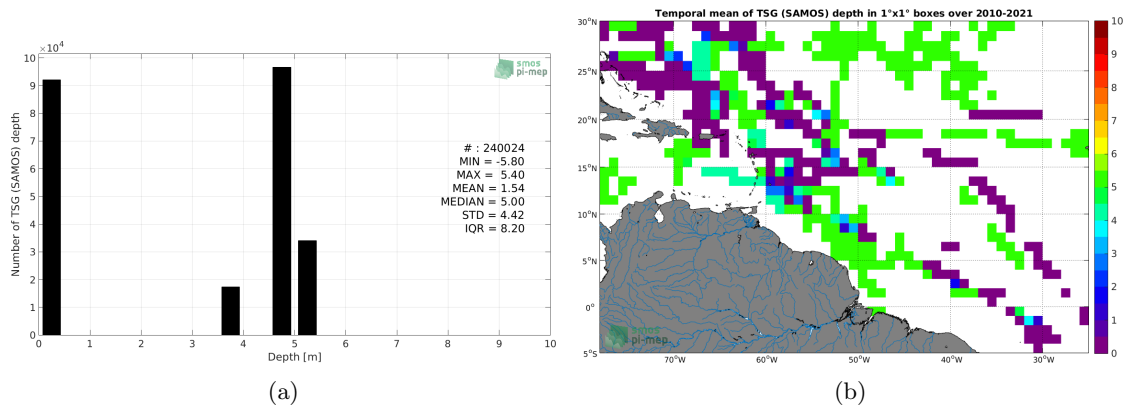 ×10⁴
10
9
8
7
6
5
4
3
2
1
0
Number of TSG (SAMOS) depth
smos
pi-mep
# : 240024
MIN = -5.80
MAX = 5.40
MEAN = 1.54
MEDIAN = 5.00
STD = 4.42
IQR = 8.20
0 1 2 3 4 5 6 7 8 9 10
Depth [m]
(a)
Temporal mean of TSG (SAMOS) depth in 1°x1° boxes over 2010-2021
30°N
25°N
20°N
15°N
10°N
5°N
0°
5°S
smos
pi-mep
70°W 60°W 50°W 40°W 30°W
10
9
8
7
6
5
4
3
2
1
0
(b)